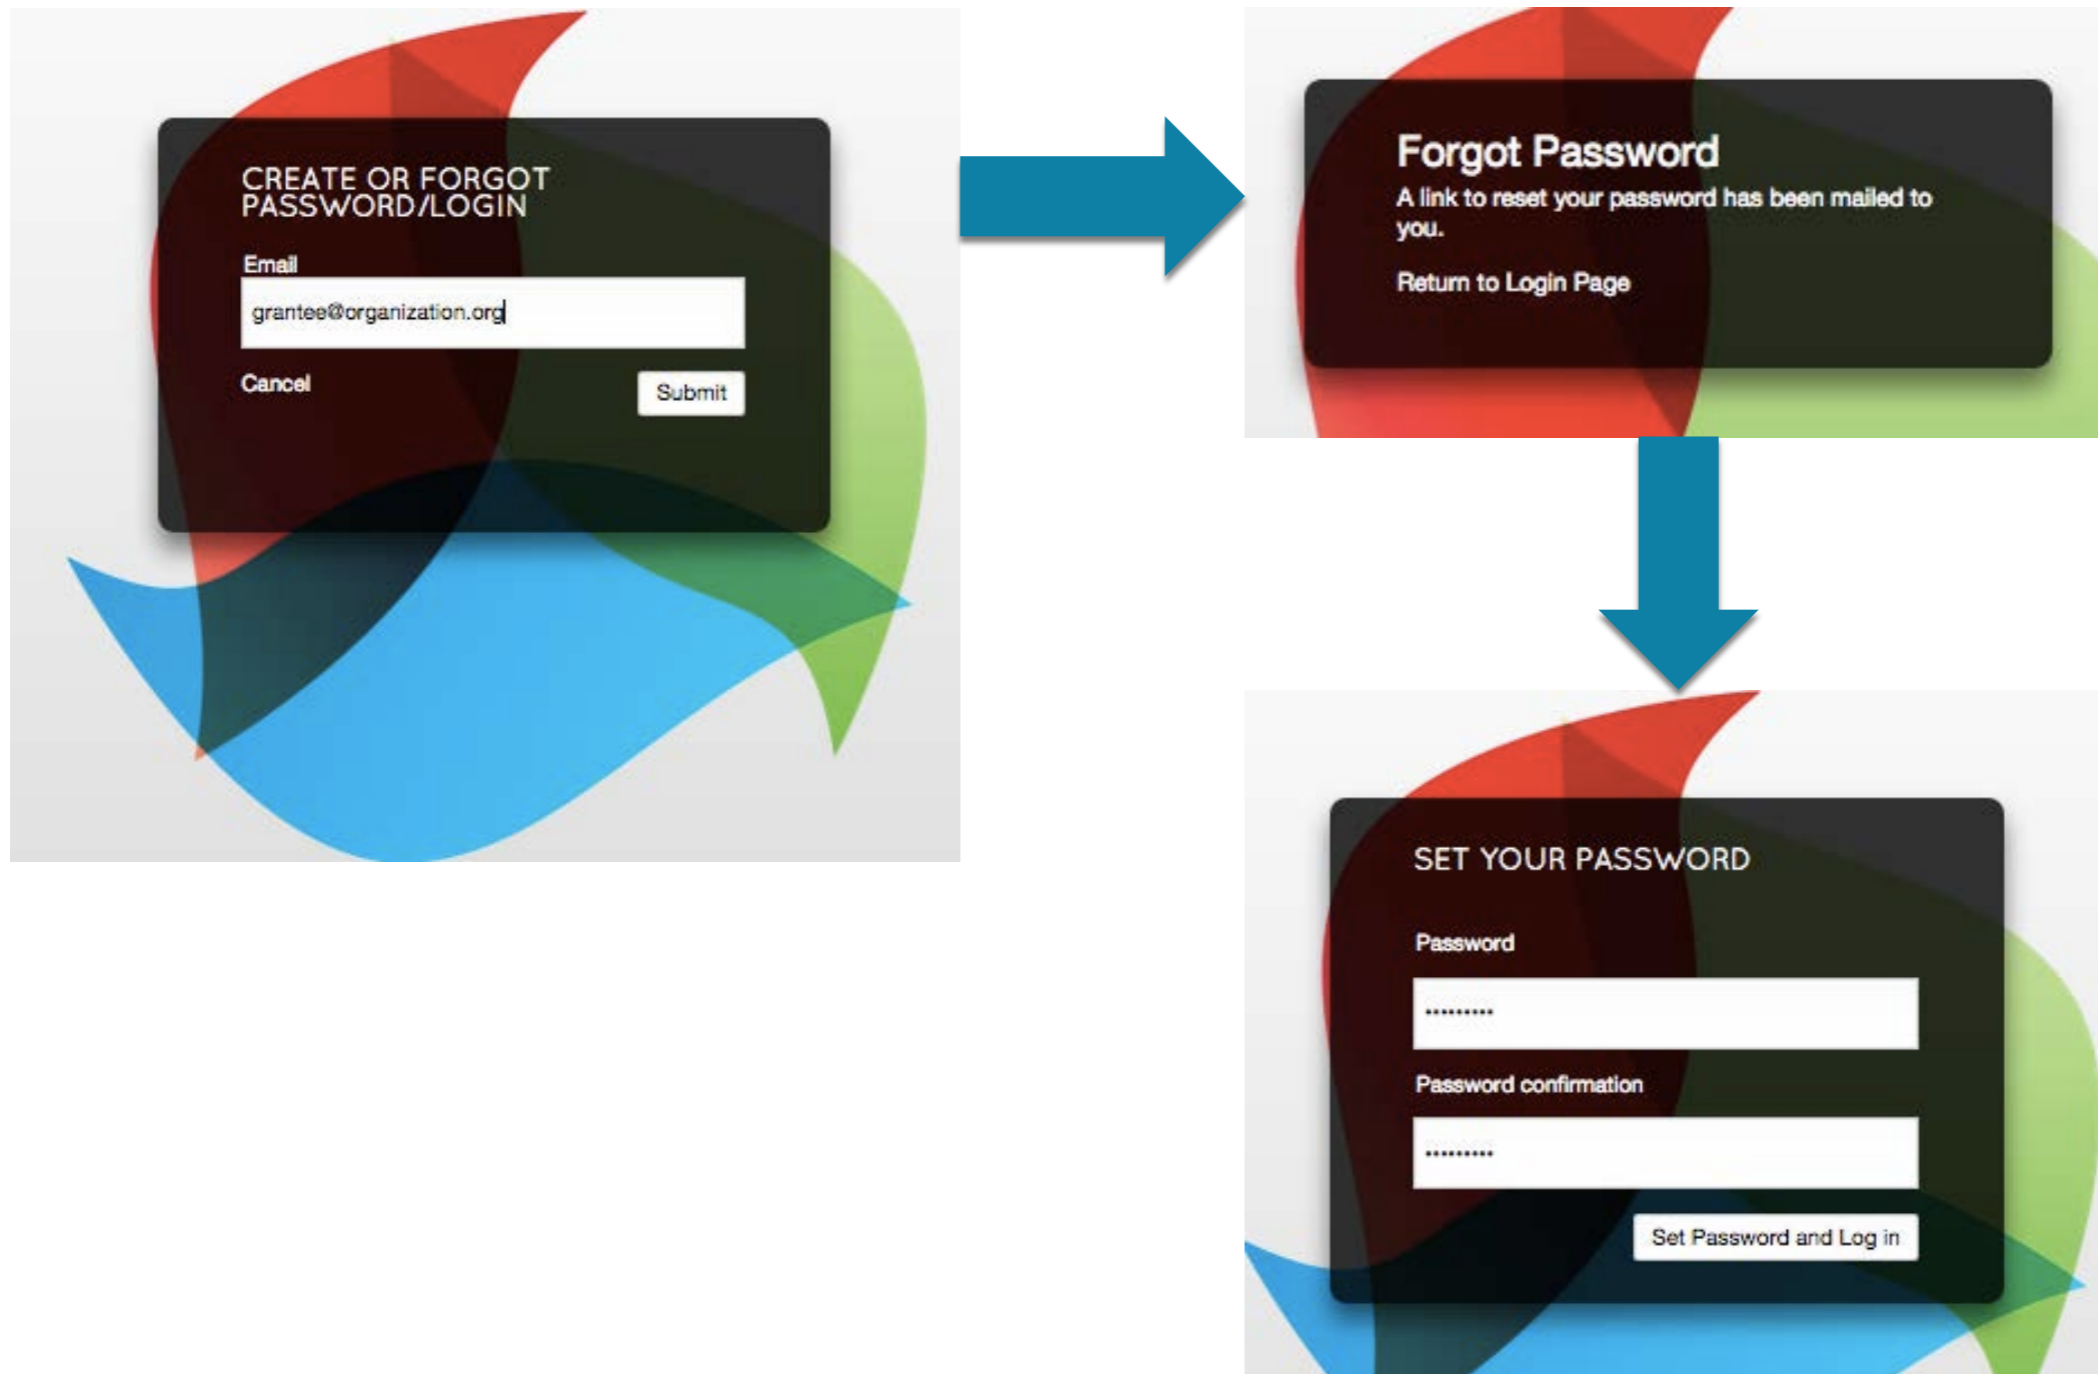 CREATE OR FORGOT
PASSWORD/LOGIN
Email
grantee@organization.org
Cancel
Submit
Forgot Password
A link to reset your password has been mailed to
you.
Return to Login Page
SET YOUR PASSWORD
Password
•••••••••
Password confirmation
•••••••••
Set Password and Log in